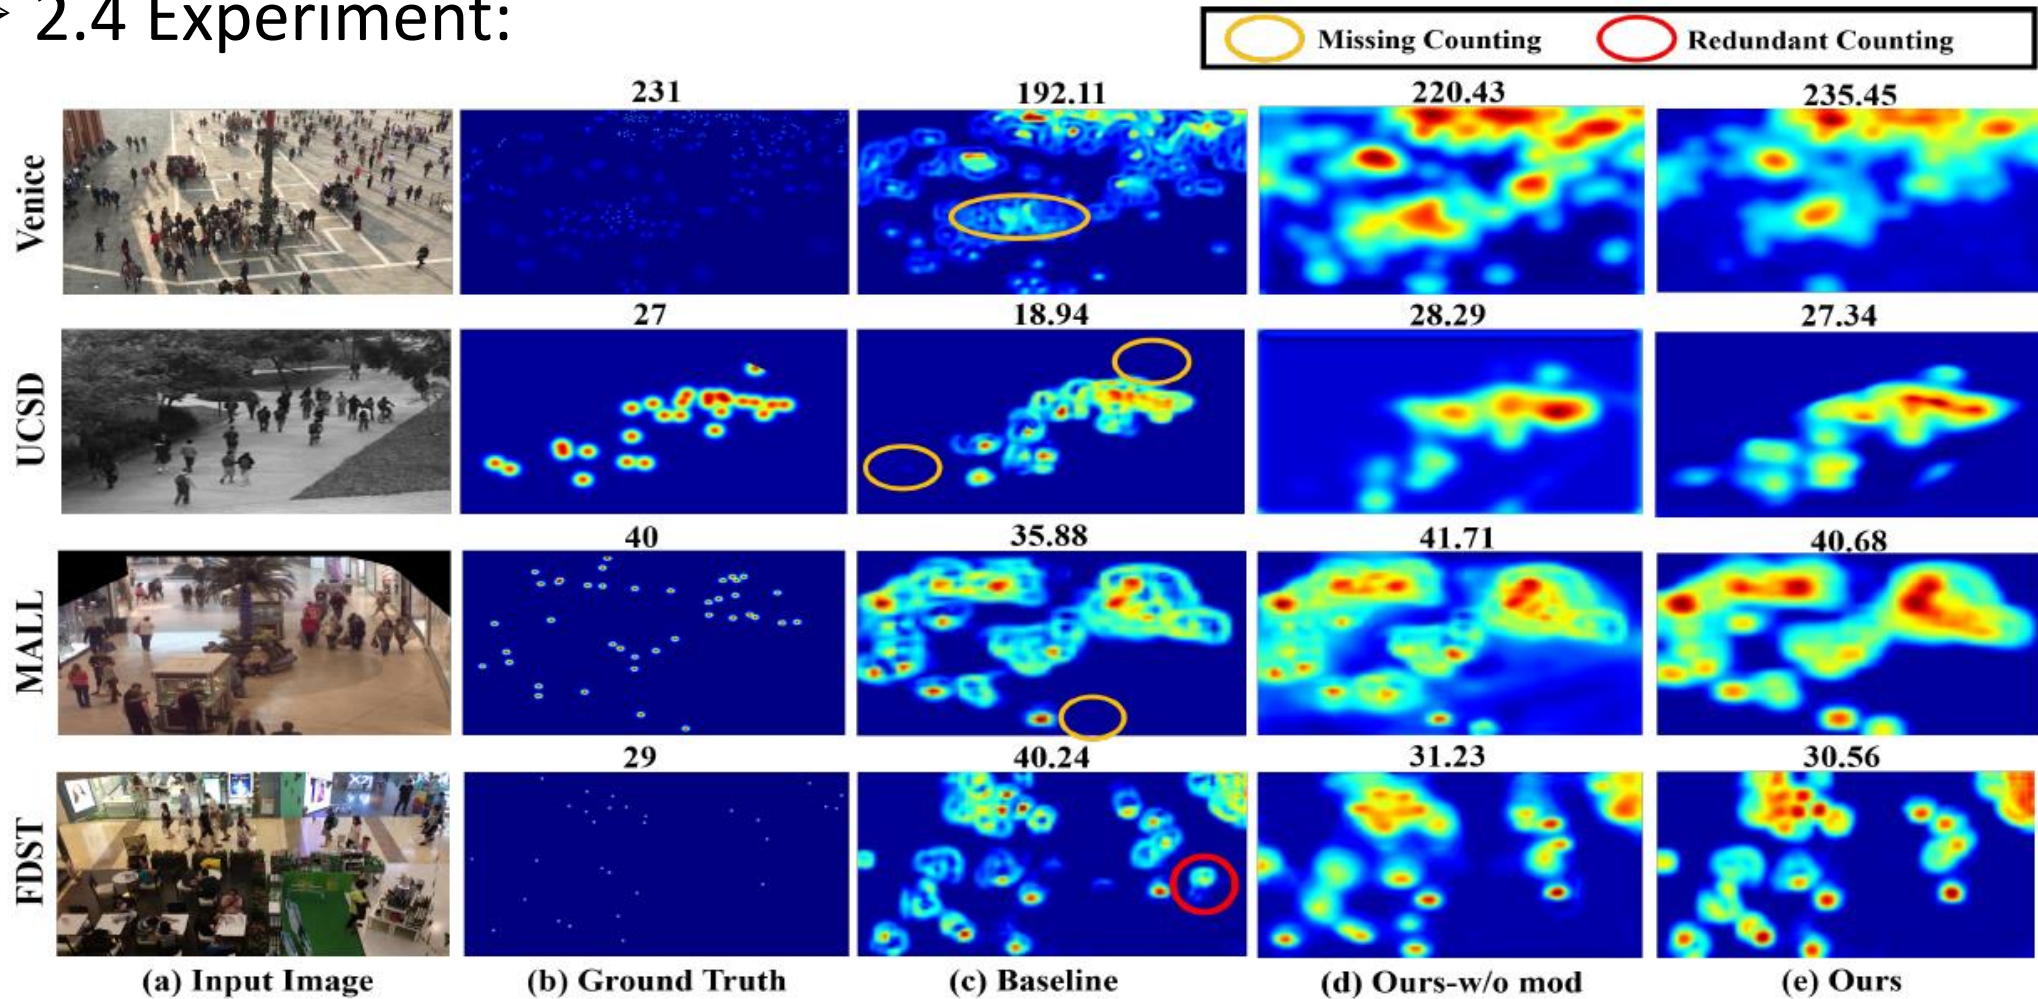 ➢ 2.4 Experiment:
Missing Counting Redundant Counting
231 192.11 220.43 235.45
Venice
27 18.94 28.29 27.34
UCSD
40 35.88 41.71 40.68
MALL
29 40.24 31.23 30.56
FDST
(a) Input Image (b) Ground Truth (c) Baseline (d) Ours-w/o mod (e) Ours